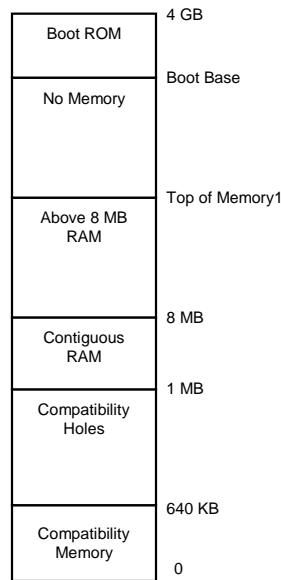 4 GB
Boot ROM
Boot Base
No Memory
Top of Memory1
Above 8 MB
RAM
8 MB
Contiguous
RAM
1 MB
Compatibility
Holes
640 KB
Compatibility
Memory
0